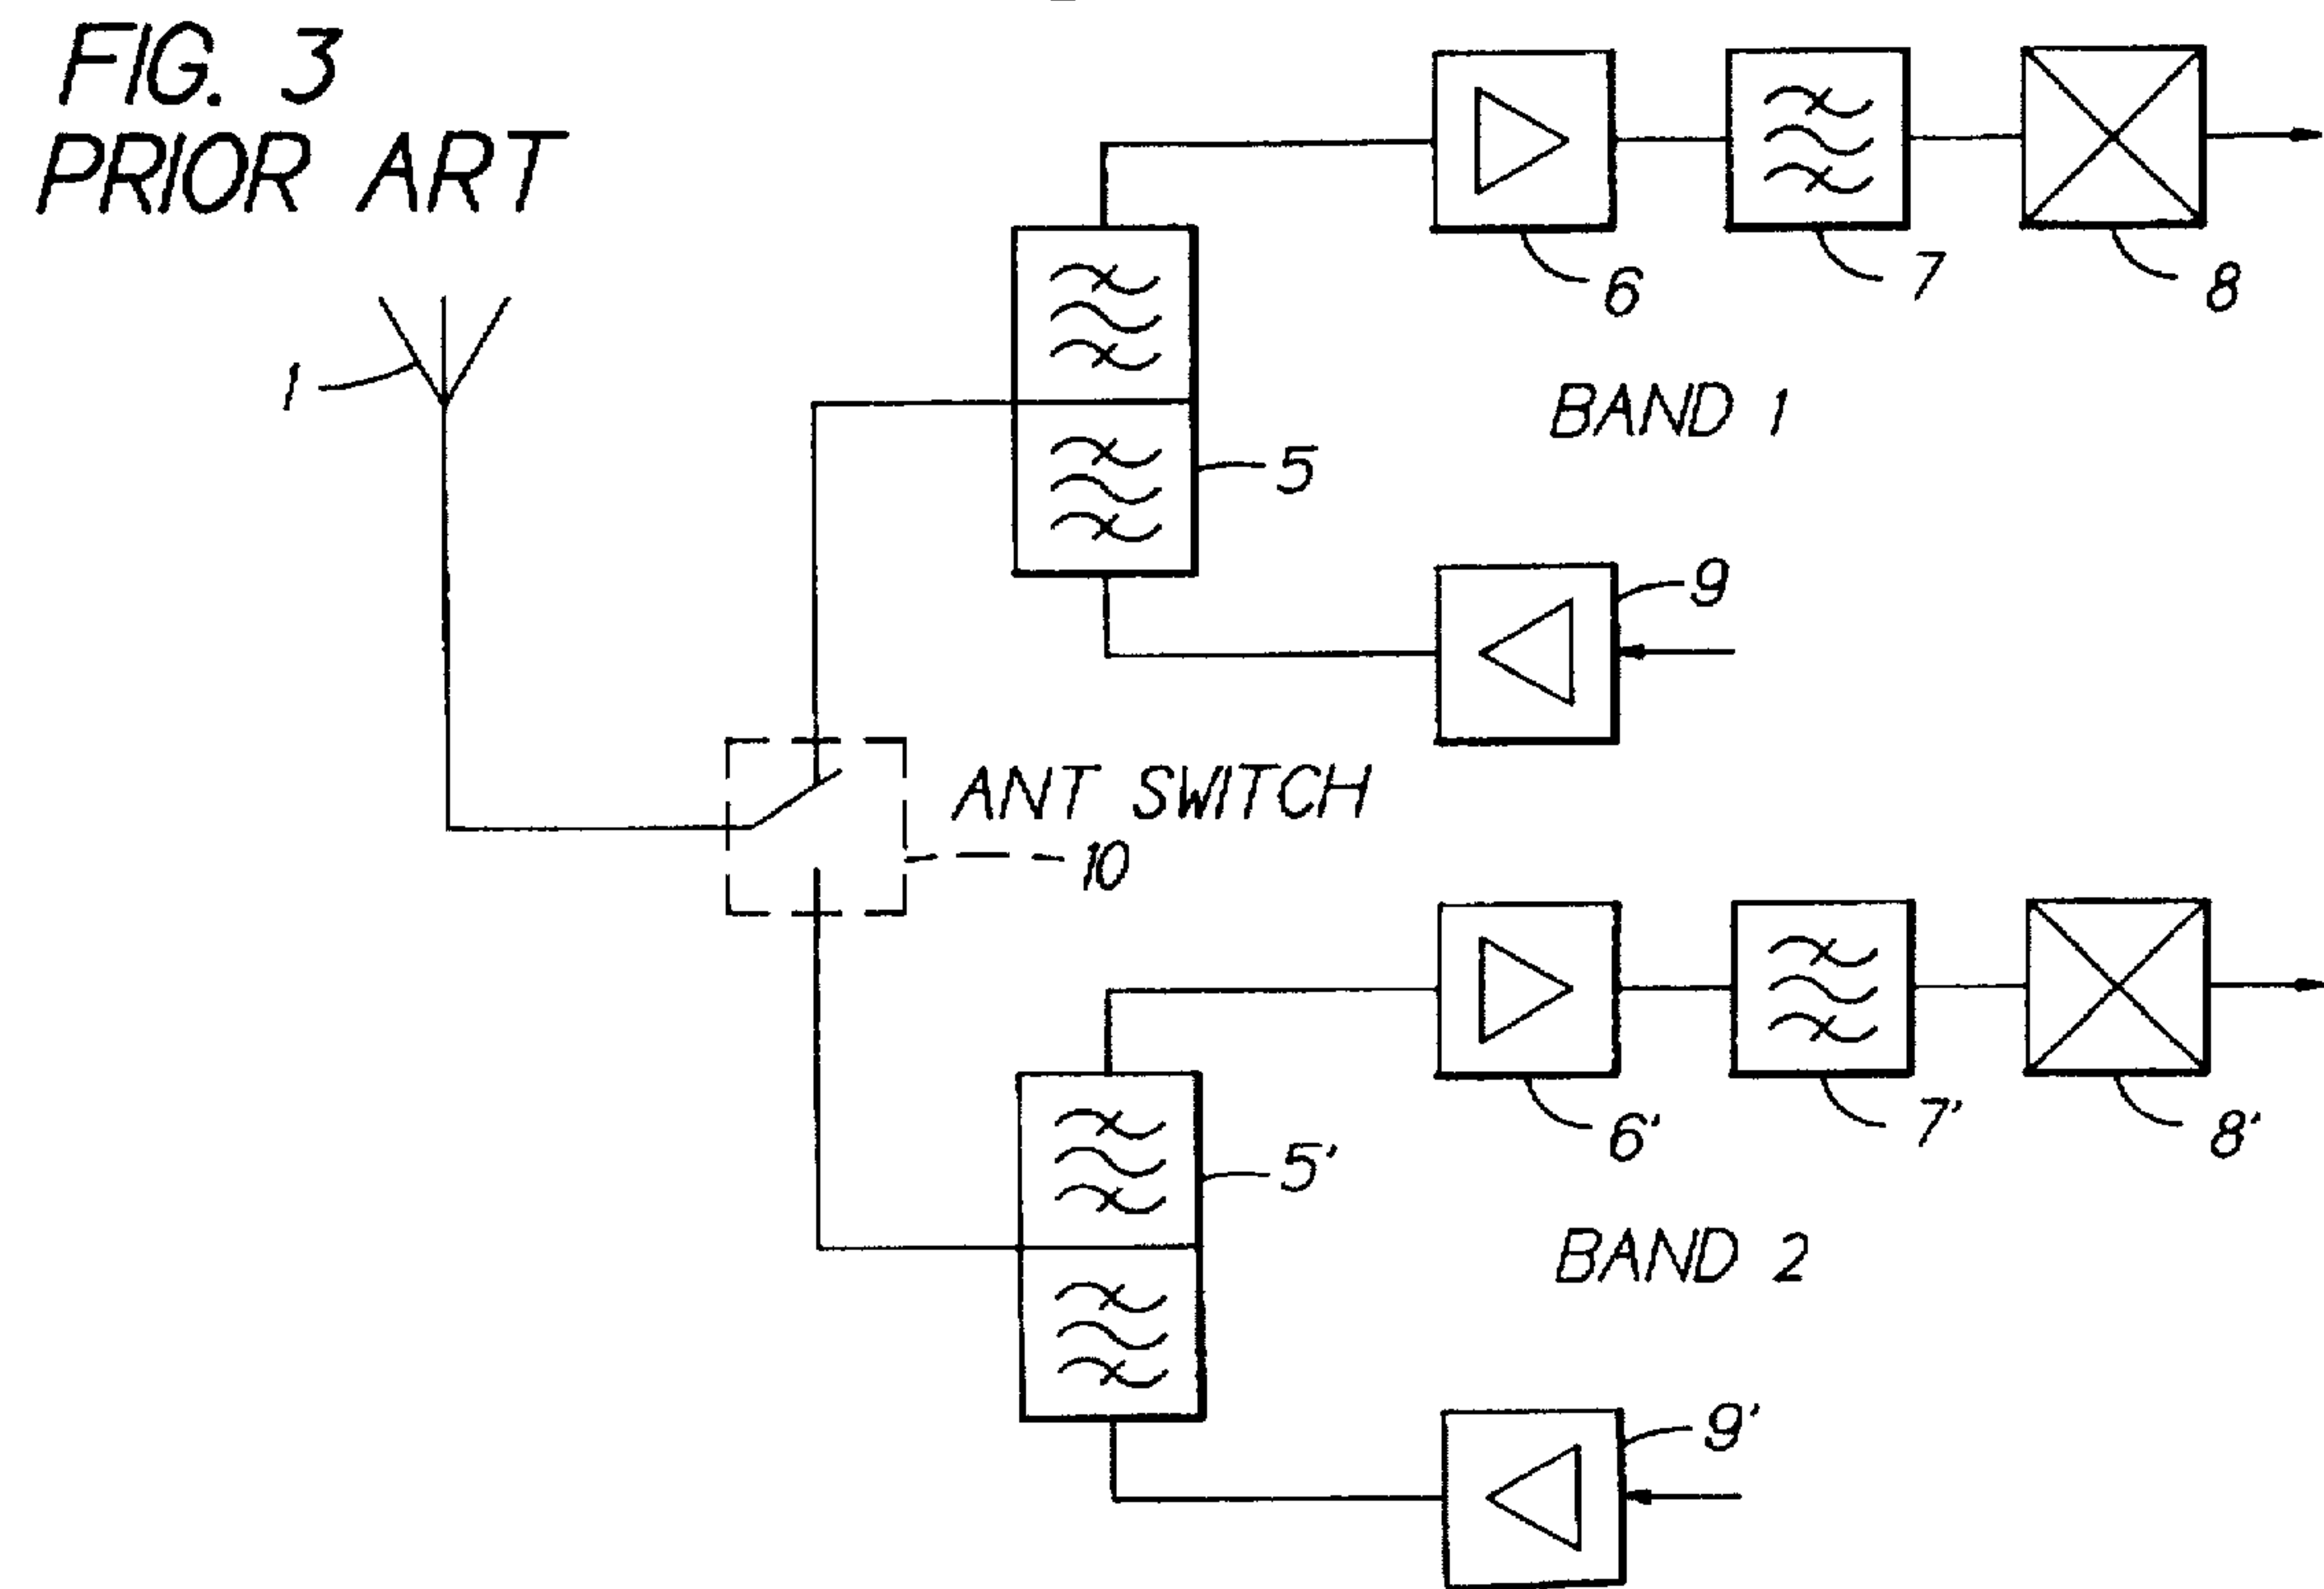 FIG. 3
PRIOR ART
6
7
8
1
BAND 1
5
9
ANT SWITCH
10
6'
7'
8'
5'
BAND 2
9'